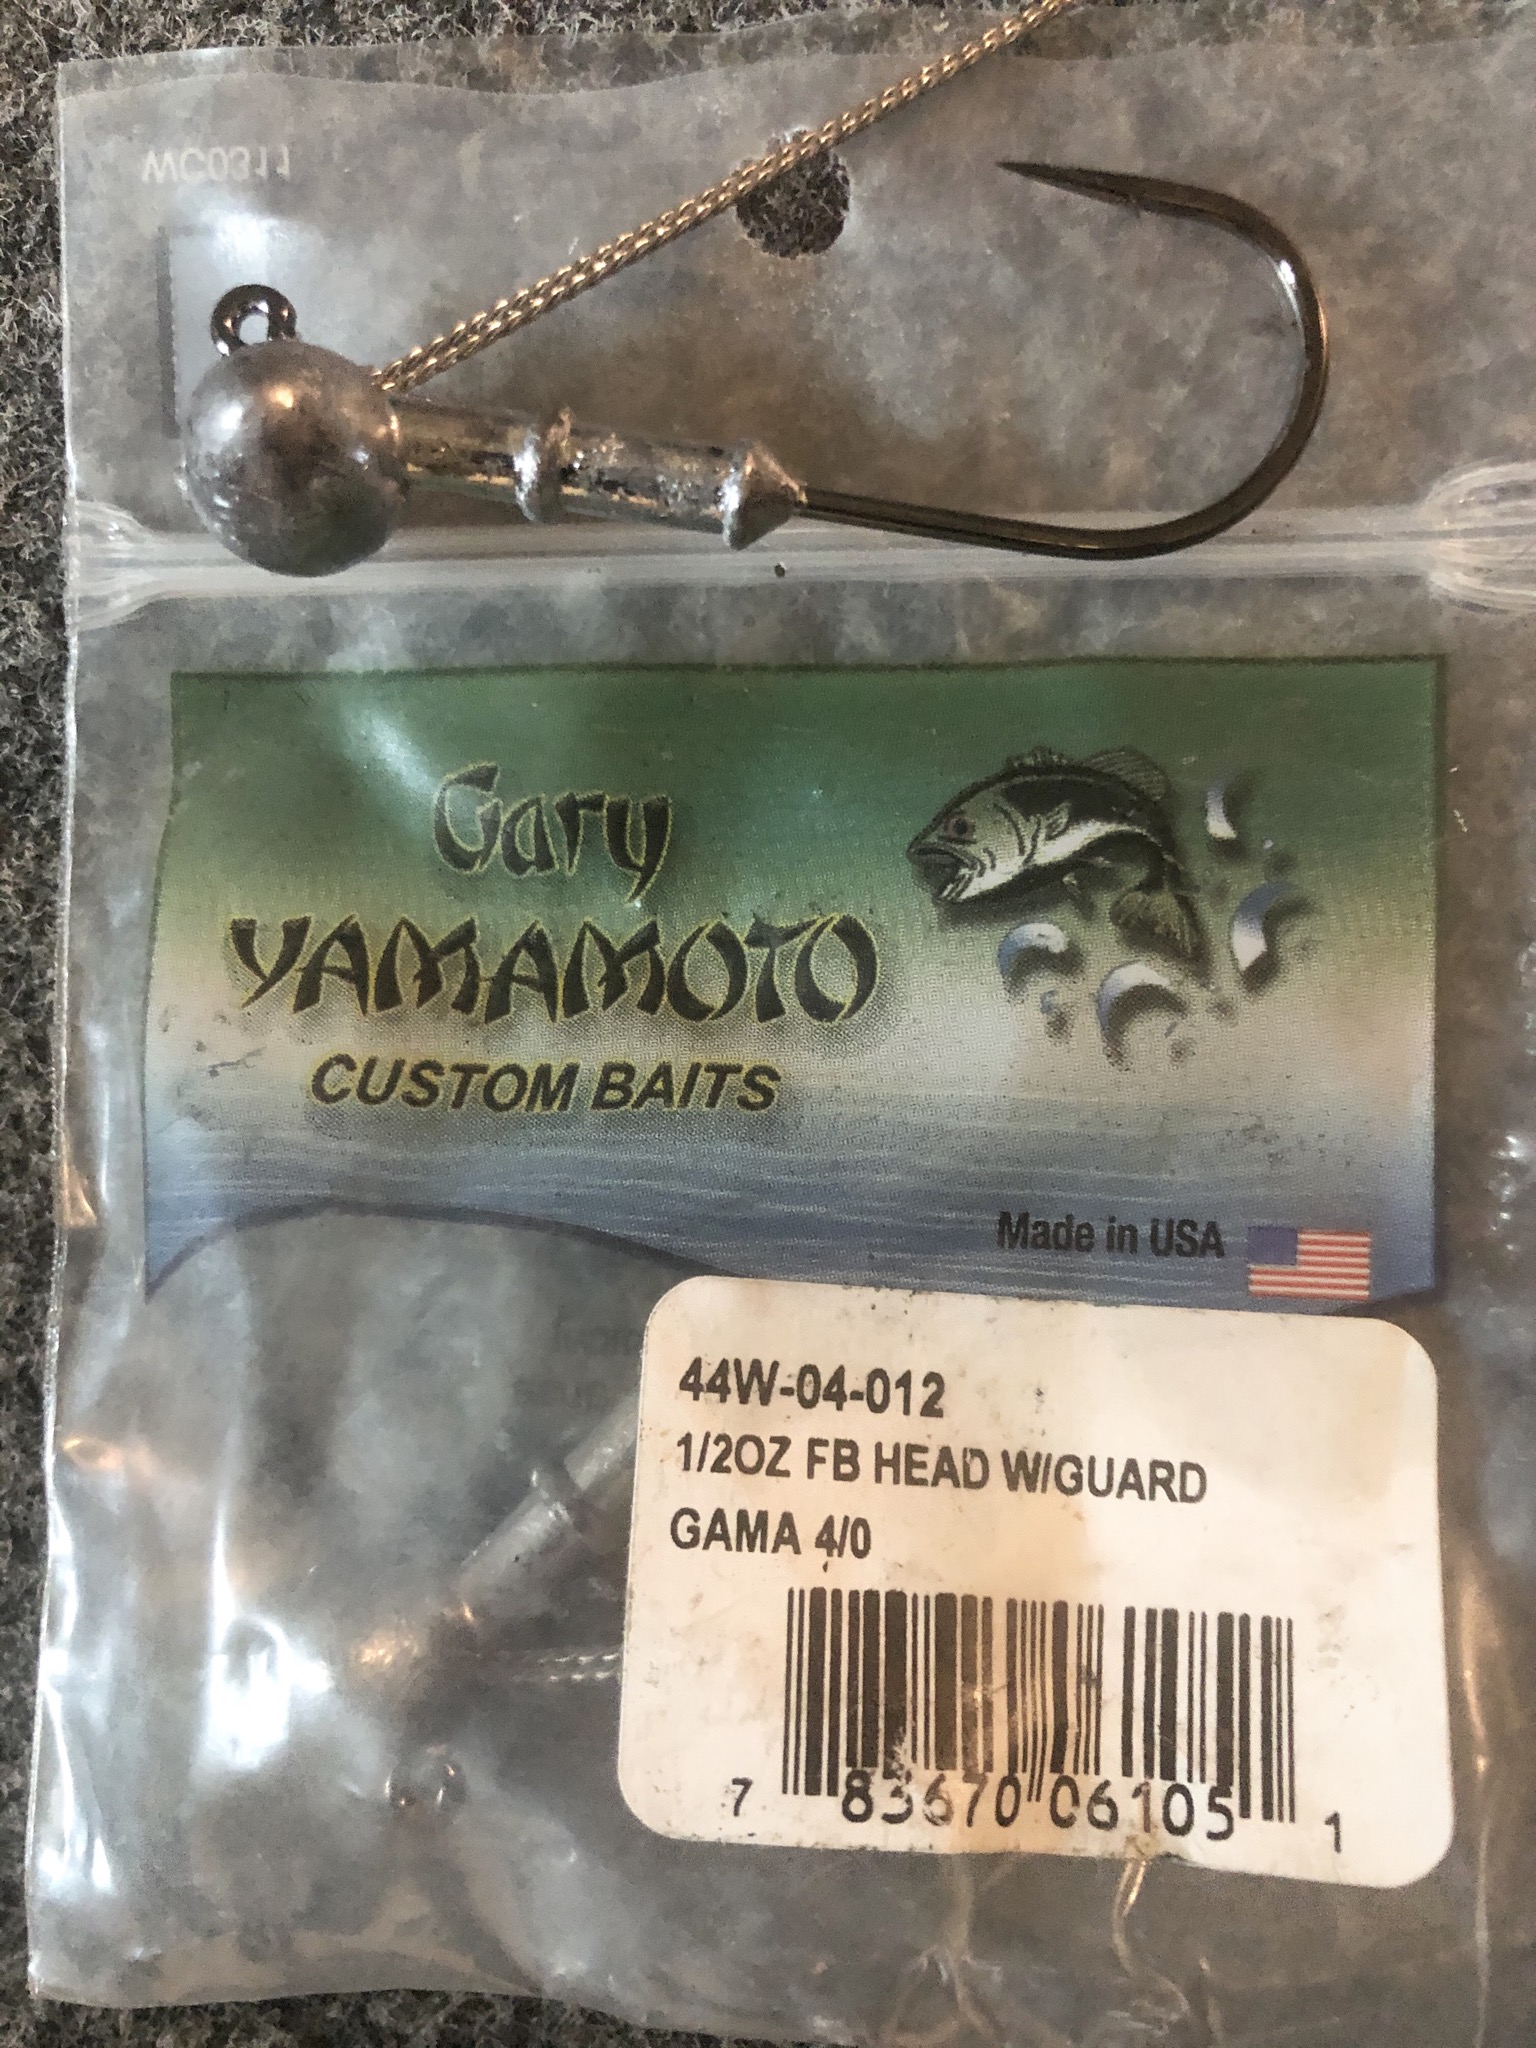 WC0311
Gary
YAMAMOTO
CUSTOM BAITS
Made in USA
44W-04-012
1/2OZ FB HEAD W/GUARD
GAMA 4/0
7 83670 06105 1